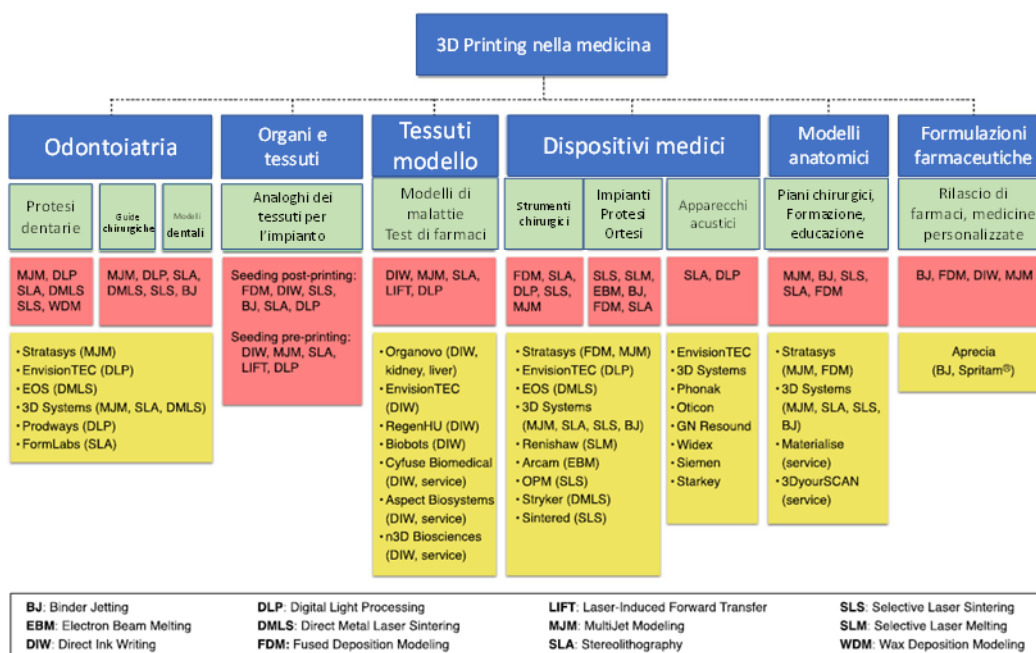 3D Printing nella medicina
Odontoiatria
Organi e
tessuti
Tessuti
modello
Dispositivi medici
Modelli
anatomici
Formulazioni
farmaceutiche
Protesi
dentarie
Guide
chirurgiche
Modelli
dentali
Analoghi dei
tessuti per
l'impianto
Modelli di
malattie
Test di farmaci
Strumenti
chirurgici
Impianti
Protesi
Ortesi
Apparecchi
acustici
Piani chirurgici,
Formazione,
educazione
Rilascio di
farmaci, medicine
personalizzate
MJM, DLP
SLA, DMLS
SLS, WDM
MJM, DLP, SLA,
DMLS, SLS, BJ
Seeding post-printing:
FDM, DIW, SLS,
BJ, SLA, DLP
Seeding pre-printing:
DIW, MJM, SLA,
LIFT, DLP
DIW, MJM, SLA,
LIFT, DLP
FDM, SLA,
DLP, SLS,
MJM
SLS, SLM,
EBM, BJ,
FDM, SLA
SLA, DLP
MJM, BJ, SLS,
SLA, FDM
BJ, FDM, DIW, MJM
• Stratasys (MJM)
• EnvisionTEC (DLP)
• EOS (DMLS)
• 3D Systems (MJM, SLA, DMLS)
• Prodways (DLP)
• FormLabs (SLA)
• Organovo (DIW,
kidney, liver)
• EnvisionTEC
(DIW)
• RegenHU (DIW)
• Biobots (DIW)
• Cyfuse Biomedical
(DIW, service)
• Aspect Biosystems
(DIW, service)
• n3D Biosciences
(DIW, service)
• Stratasys (FDM, MJM)
• EnvisionTEC (DLP)
• EOS (DMLS)
• 3D Systems
(MJM, SLA, SLS, BJ)
• Renishaw (SLM)
• Arcam (EBM)
• OPM (SLS)
• Stryker (DMLS)
• Sintered (SLS)
• EnvisionTEC
• 3D Systems
• Phonak
• Oticon
• GN Resound
• Widex
• Siemen
• Starkey
• Stratasys
(MJM, FDM)
• 3D Systems
(MJM, SLA, SLS,
BJ)
• Materialise
(service)
• 3DyourSCAN
(service)
Aprecia
(BJ, Spritam®)
BJ: Binder Jetting
EBM: Electron Beam Melting
DIW: Direct Ink Writing
DLP: Digital Light Processing
DMLS: Direct Metal Laser Sintering
FDM: Fused Deposition Modeling
LIFT: Laser-Induced Forward Transfer
MJM: MultiJet Modeling
SLA: Stereolithography
SLS: Selective Laser Sintering
SLM: Selective Laser Melting
WDM: Wax Deposition Modeling